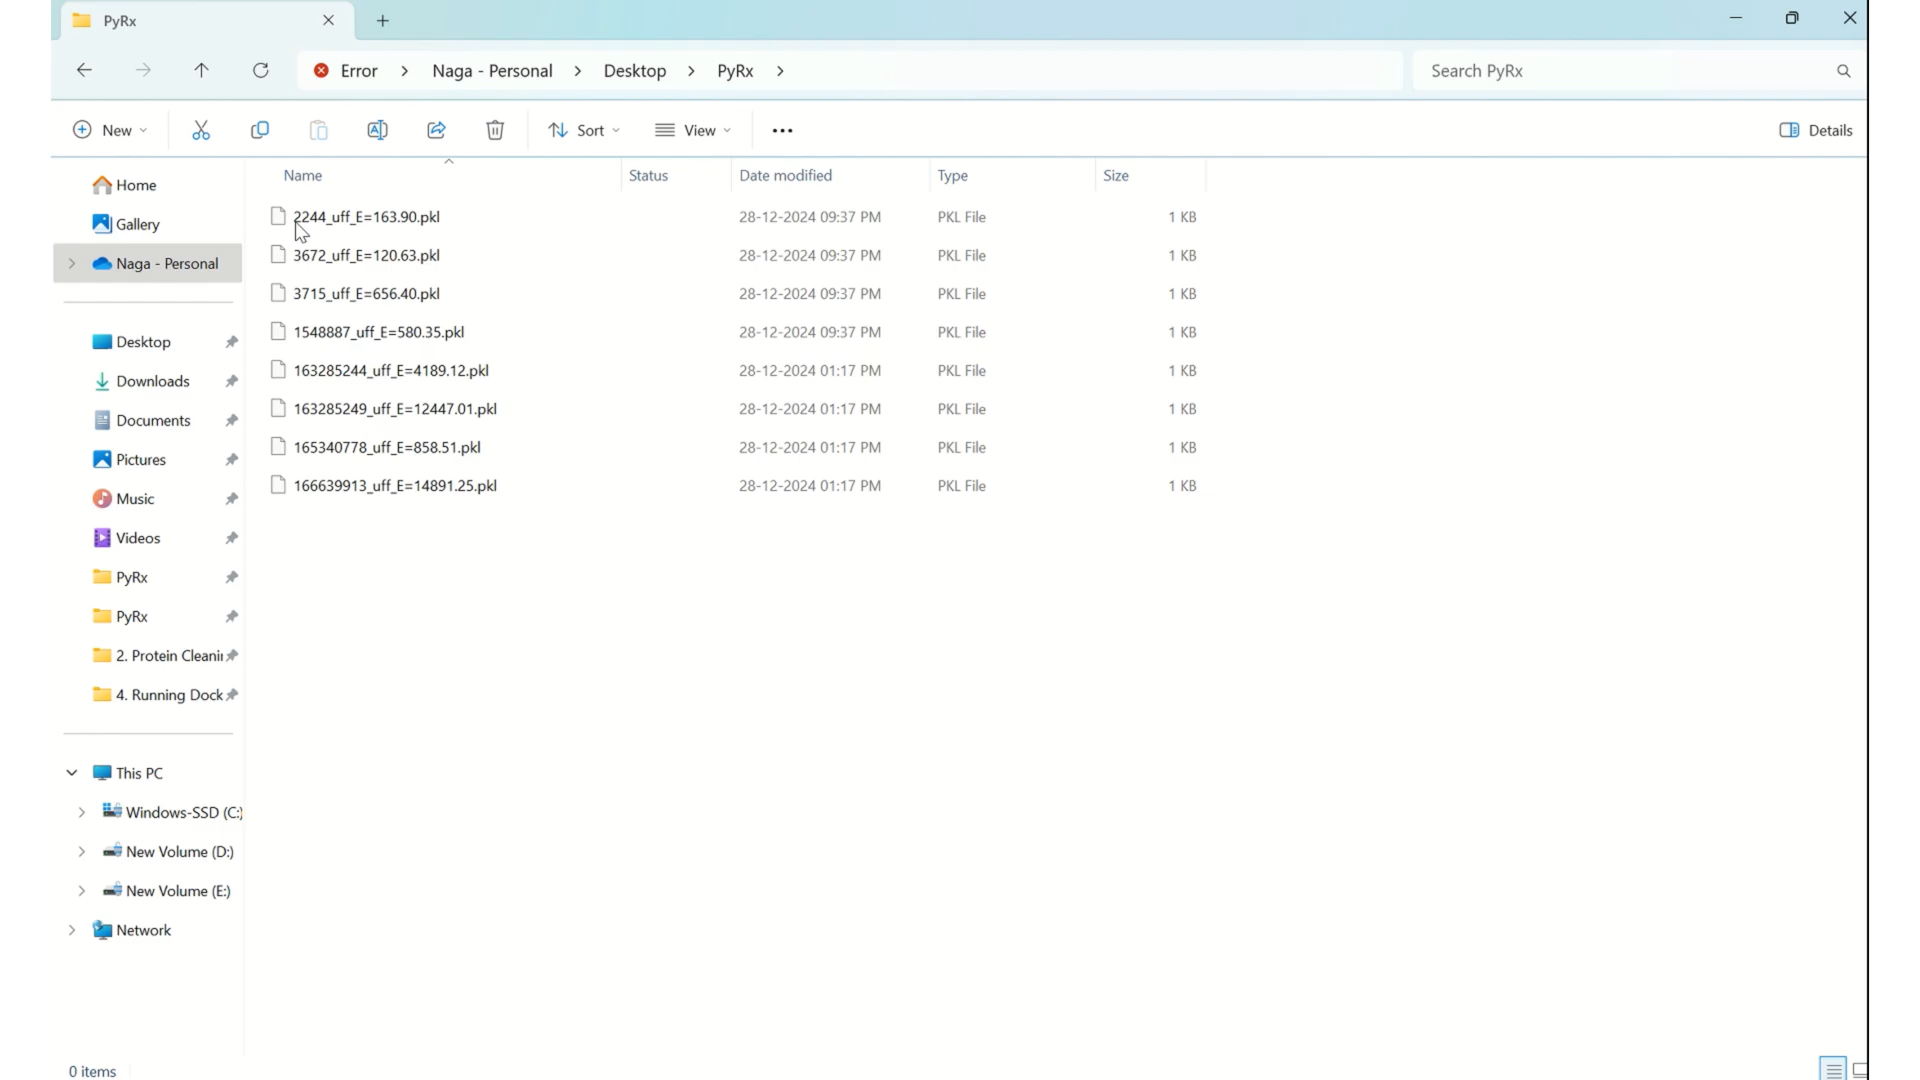 PyRx
Error > Naga - Personal > Desktop > PyRx >
Search PyRx
New
Sort
View
Details
Name Status Date modified Type Size
Home
Gallery
Naga - Personal
Desktop
Downloads
Documents
Pictures
Music
Videos
PyRx
PyRx
2. Protein Cleanii
4. Running Dock
This PC
Windows-SSD (C:)
New Volume (D:)
New Volume (E:)
Network
2244_uff_E=163.90.pkl 28-12-2024 09:37 PM PKL File 1 KB
3672_uff_E=120.63.pkl 28-12-2024 09:37 PM PKL File 1 KB
3715_uff_E=656.40.pkl 28-12-2024 09:37 PM PKL File 1 KB
1548887_uff_E=580.35.pkl 28-12-2024 09:37 PM PKL File 1 KB
163285244_uff_E=4189.12.pkl 28-12-2024 01:17 PM PKL File 1 KB
163285249_uff_E=12447.01.pkl 28-12-2024 01:17 PM PKL File 1 KB
165340778_uff_E=858.51.pkl 28-12-2024 01:17 PM PKL File 1 KB
166639913_uff_E=14891.25.pkl 28-12-2024 01:17 PM PKL File 1 KB
0 items